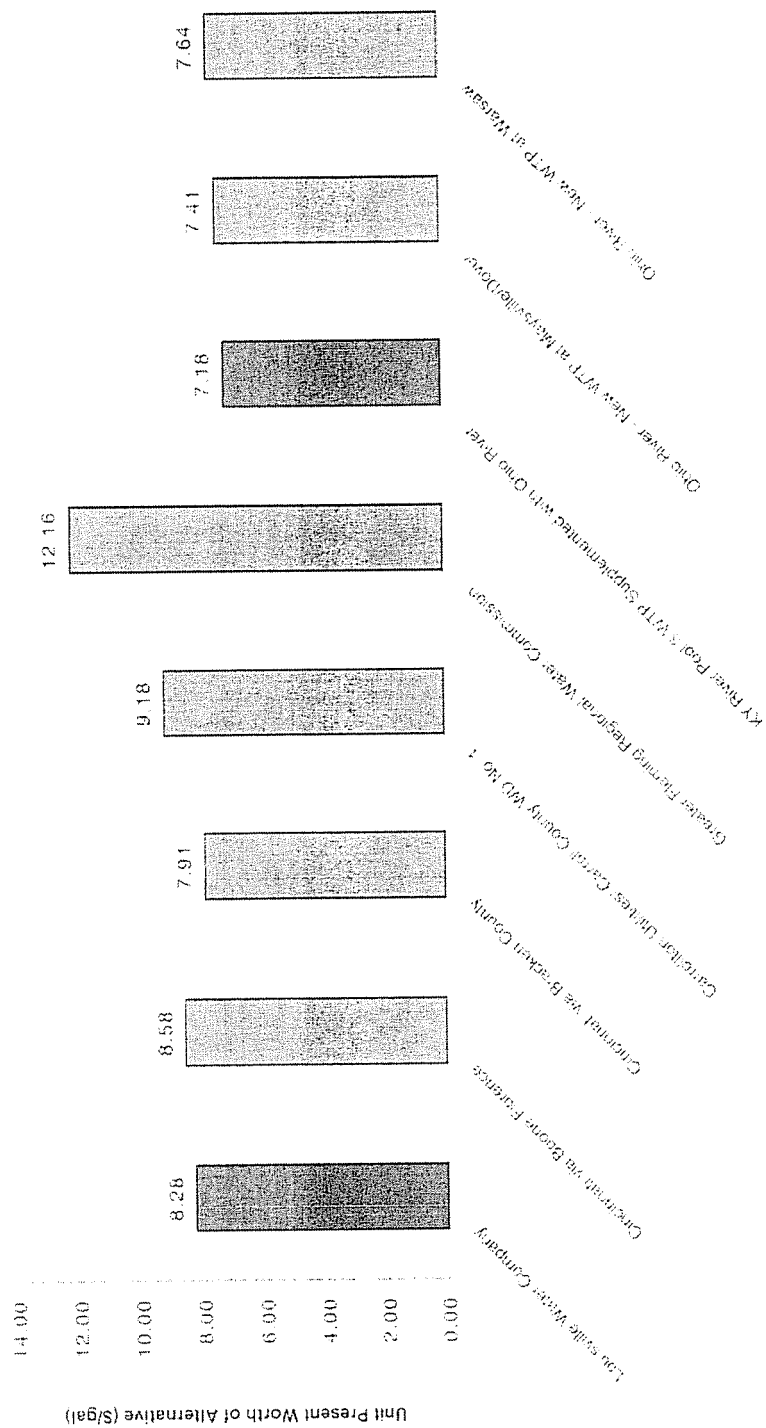 Unit Present Worth of Alternative ($/gal)
14.00
12.00
10.00
8.00
6.00
4.00
2.00
0.00
8.28
8.58
7.91
9.18
12.16
7.18
7.41
7.64
Louisville Water Company
Cincinnati via Boone Florence
Cincinnati via Bracken County
Carrollton Utilities/Carroll County WD No. 1
Greater Fleming Regional Water Commission
KY River Pool 3 WTP Supplemented with Ohio River
Ohio River - New WTP at Maysville/Dover
Ohio River - New WTP at Warsaw